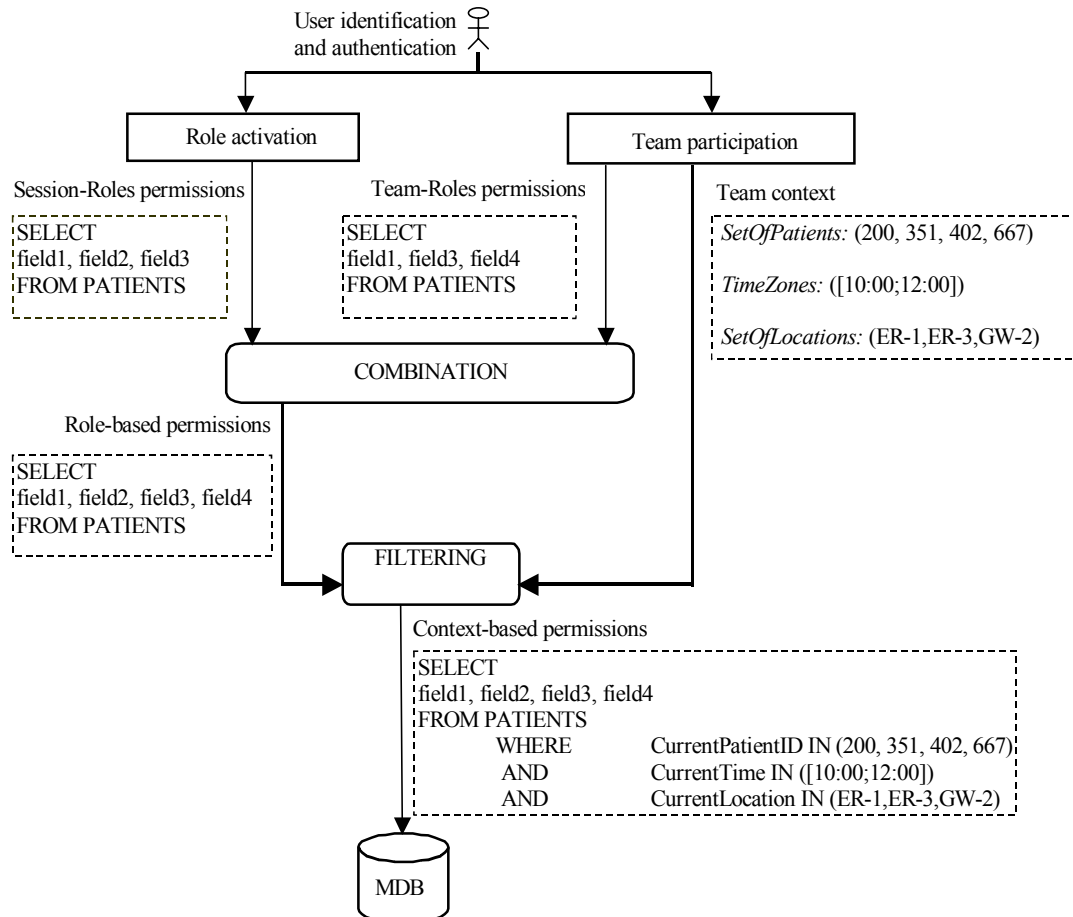 User identification
and authentication
Role activation
Team participation
Session-Roles permissions
SELECT
field1, field2, field3
FROM PATIENTS
Team-Roles permissions
SELECT
field1, field3, field4
FROM PATIENTS
Team context
SetOfPatients: (200, 351, 402, 667)
TimeZones: ([10:00;12:00])
SetOfLocations: (ER-1,ER-3,GW-2)
COMBINATION
Role-based permissions
SELECT
field1, field2, field3, field4
FROM PATIENTS
FILTERING
Context-based permissions
SELECT
field1, field2, field3, field4
FROM PATIENTS
WHERE CurrentPatientID IN (200, 351, 402, 667)
AND CurrentTime IN ([10:00;12:00])
AND CurrentLocation IN (ER-1,ER-3,GW-2)
MDB